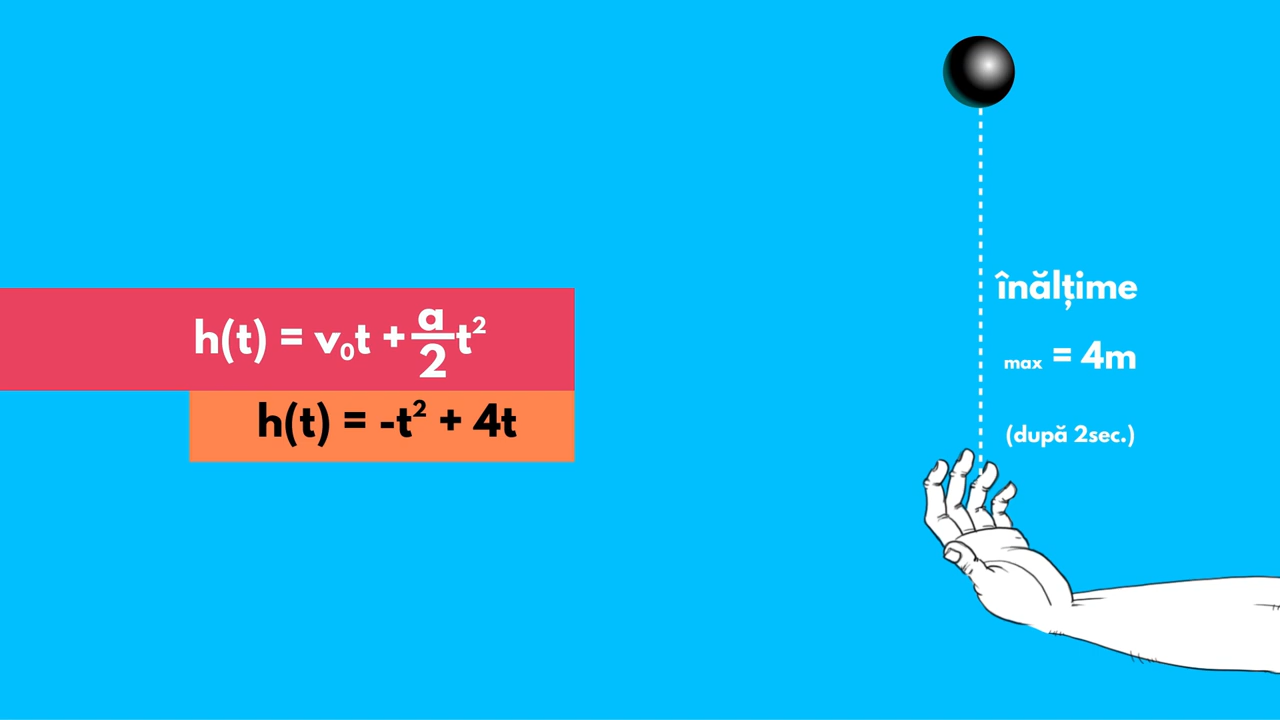 h(t) = v₀t + a/2 t²
h(t) = -t² + 4t
înălțime
max = 4m
(după 2sec.)